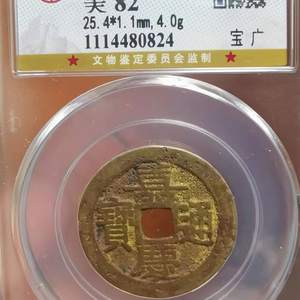 美 82
25.4*1.1mm,4.0g
1114480824 宝 广
★ 文物鉴定委员会监制 ★
嘉慶通寶